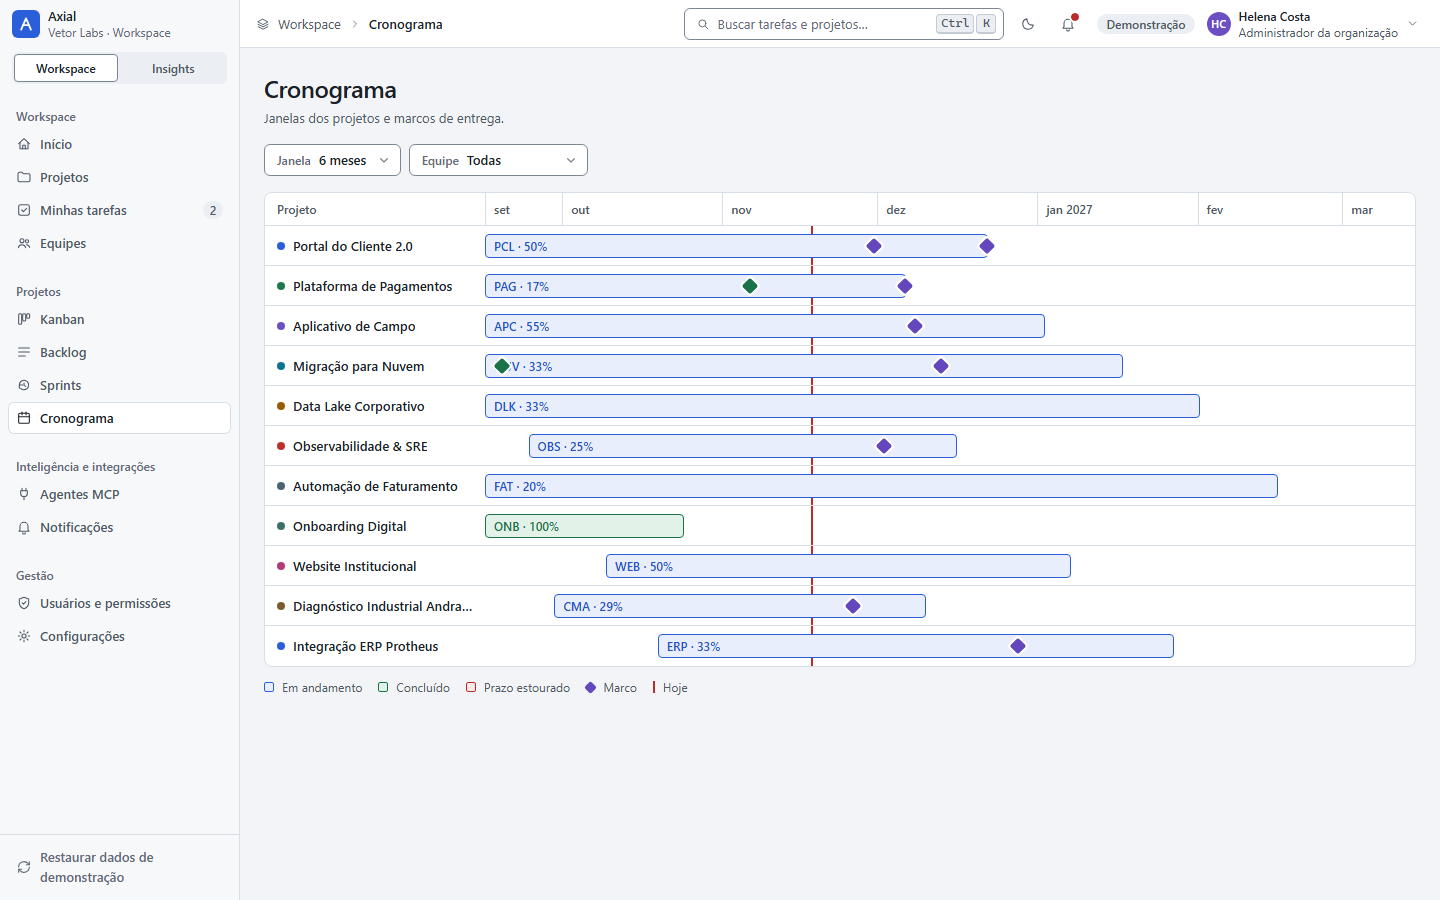 Axial
Vetor Labs · Workspace
Workspace
Insights
Workspace
Início
Projetos
Minhas tarefas
2
Equipes
Projetos
Kanban
Backlog
Sprints
Cronograma
Inteligência e integrações
Agentes MCP
Notificações
Gestão
Usuários e permissões
Configurações
Restaurar dados de
demonstração
Workspace
Cronograma
Buscar tarefas e projetos...
Ctrl K
Demonstração
HC
Helena Costa
Administrador da organização
Cronograma
Janelas dos projetos e marcos de entrega.
Janela 6 meses
Equipe Todas
Projeto set out nov dez jan 2027 fev mar
Portal do Cliente 2.0 PCL · 50%
Plataforma de Pagamentos PAG · 17%
Aplicativo de Campo APC · 55%
Migração para Nuvem V · 33%
Data Lake Corporativo DLK · 33%
Observabilidade & SRE OBS · 25%
Automação de Faturamento FAT · 20%
Onboarding Digital ONB · 100%
Website Institucional WEB · 50%
Diagnóstico Industrial Andra... CMA · 29%
Integração ERP Protheus ERP · 33%
Em andamento Concluído Prazo estourado Marco Hoje